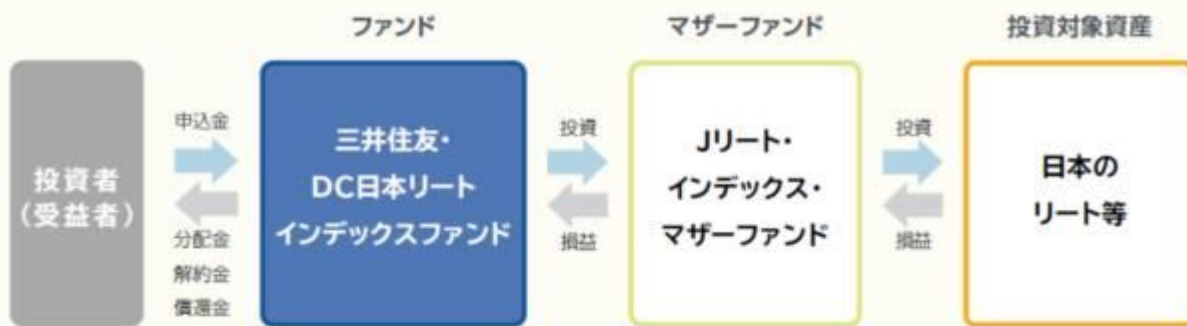 ファンド
マザーファンド
投資対象資産
投資者
(受益者)
申込金
分配金
解約金
償還金
三井住友・
DC日本リート
インデックスファンド
投資
損益
Jリート・
インデックス・
マザーファンド
投資
損益
日本の
リート等